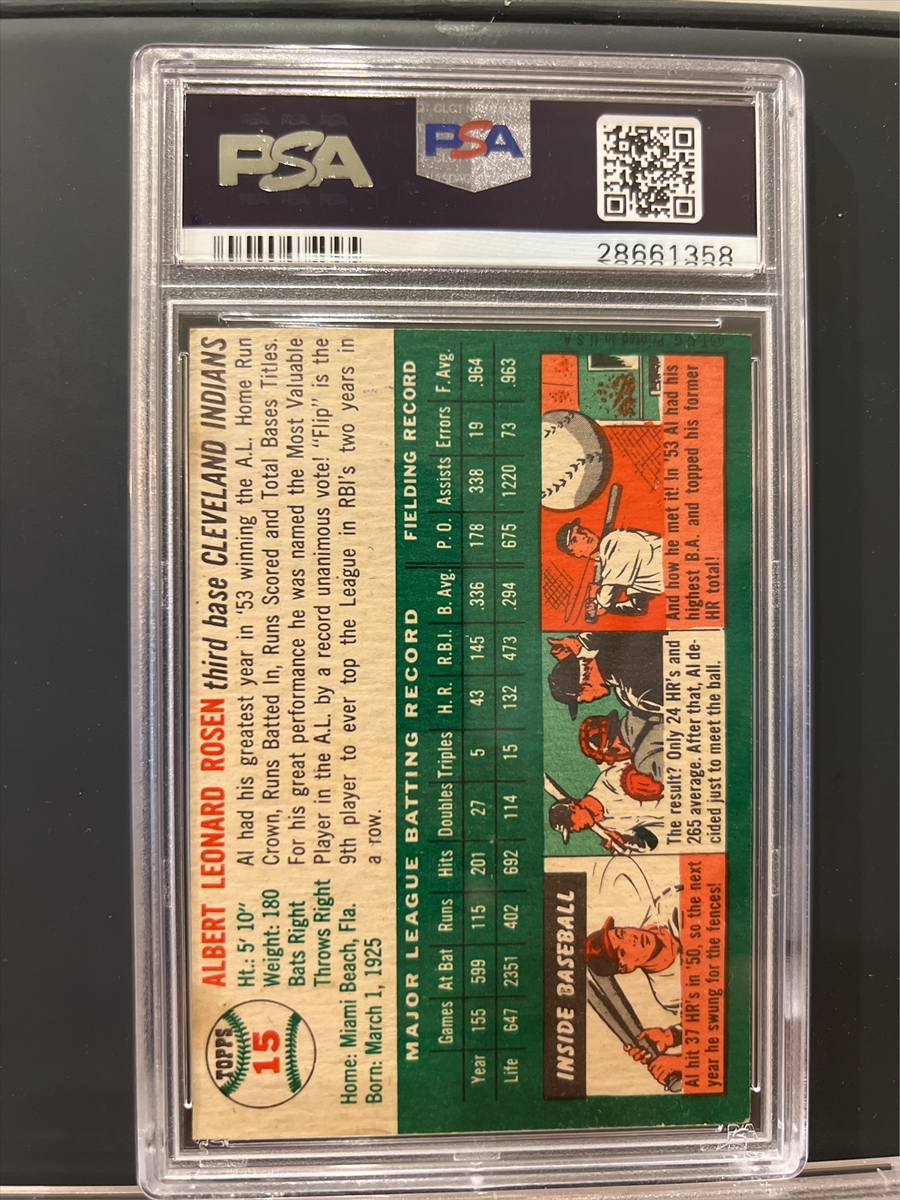 PSA
PSA
28661358
TOPPS
15
ALBERT LEONARD ROSEN third base CLEVELAND INDIANS
Ht.: 5' 10"
Weight: 180
Bats Right
Throws Right
Home: Miami Beach, Fla.
Born: March 1, 1925
Al had his greatest year in '53 winning the A.L. Home Run
Crown, Runs Batted In, Runs Scored and Total Bases Titles.
For his great performance he was named the Most Valuable
Player in the A.L. by a record unanimous vote! "Flip" is the
9th player to ever top the League in RBI's two years in
a row.
MAJOR LEAGUE BATTING RECORD FIELDING RECORD
Games At Bat Runs Hits Doubles Triples H. R. R.B.I. B. Avg. P. O. Assists Errors F. Avg.
Year 155 599 115 201 27 5 43 145 .336 178 338 19 .964
Life 647 2351 402 692 114 15 132 473 .294 675 1220 73 .963
INSIDE BASEBALL
Al hit 37 HR's in '50, so the next
year he swung for the fences!
The result? Only 24 HR's and
265 average. After that, Al de-
cided just to meet the ball.
And how he met it! In '53 Al had his
highest B.A. and topped his former
HR total!
©T.C.G. Printed in U.S.A